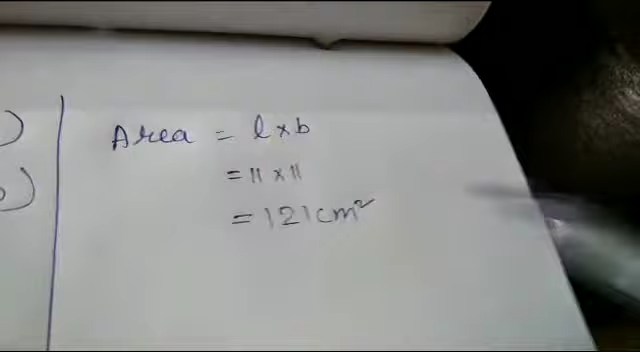 Area = l × b
= 11 × 11
= 121 cm²
)
)